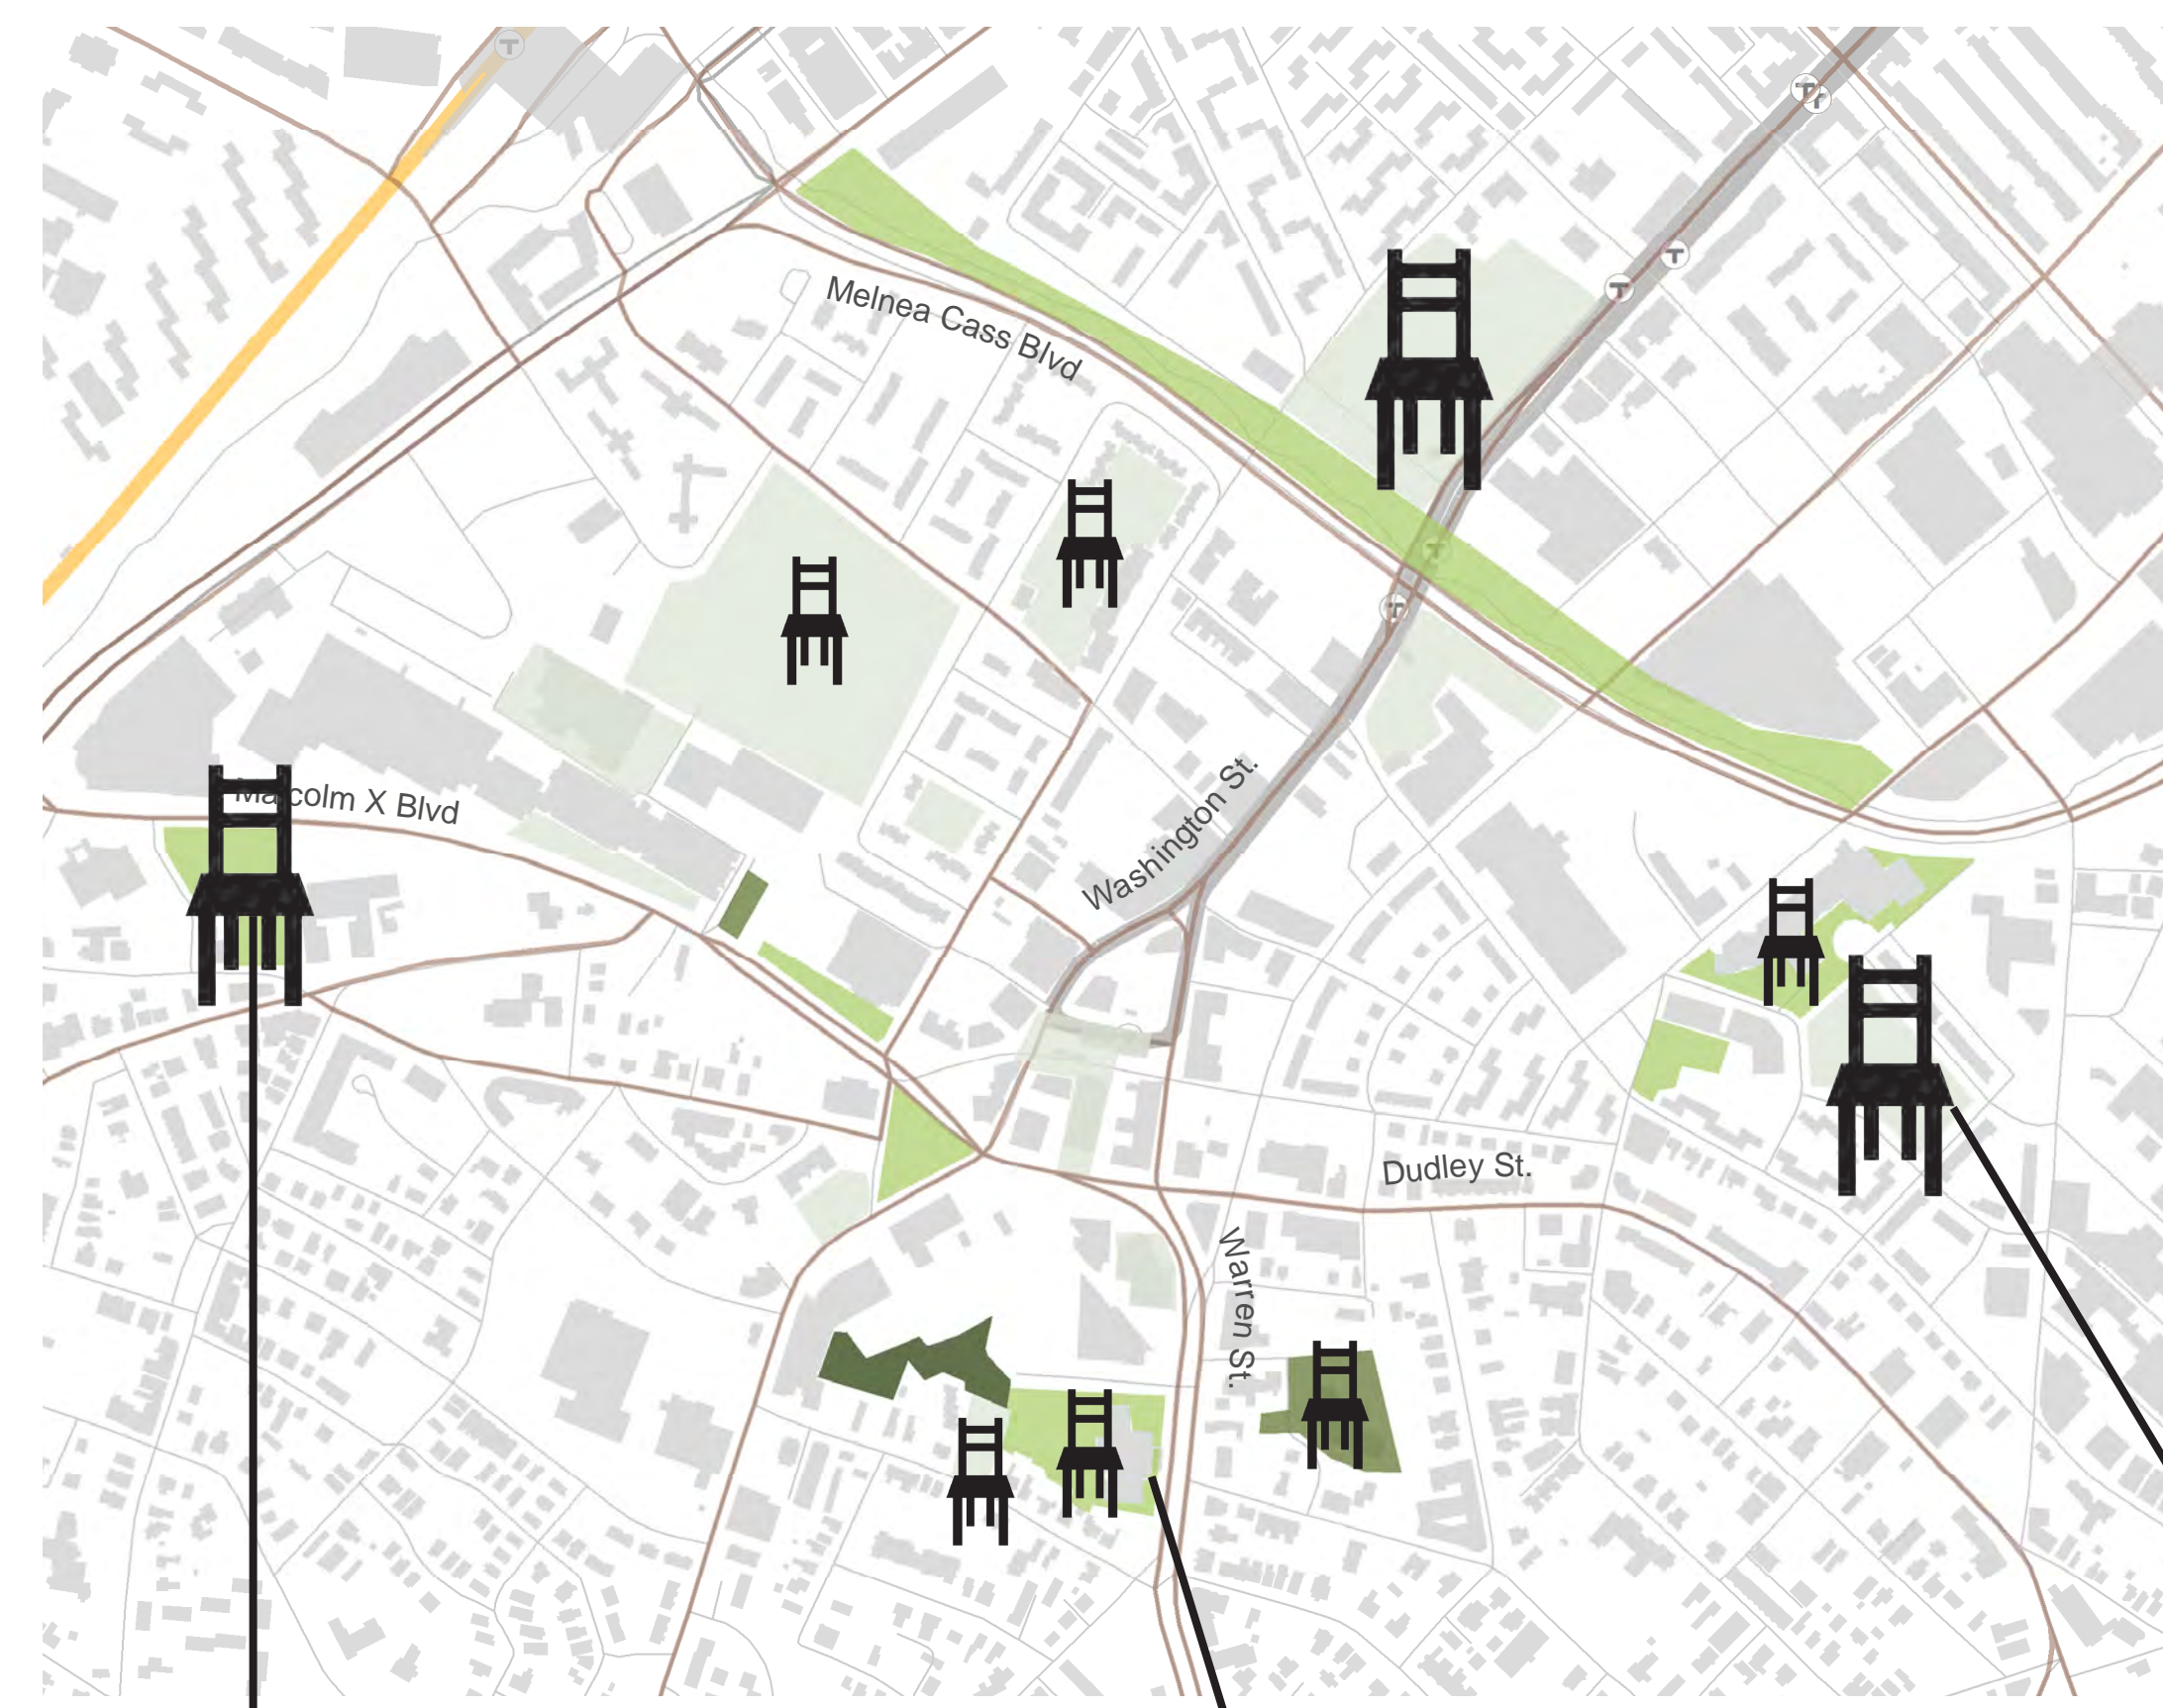 T
T
T
T
T
Melnea Cass Blvd
T
T
Malcolm X Blvd
Washington St.
Dudley St.
Warren St.